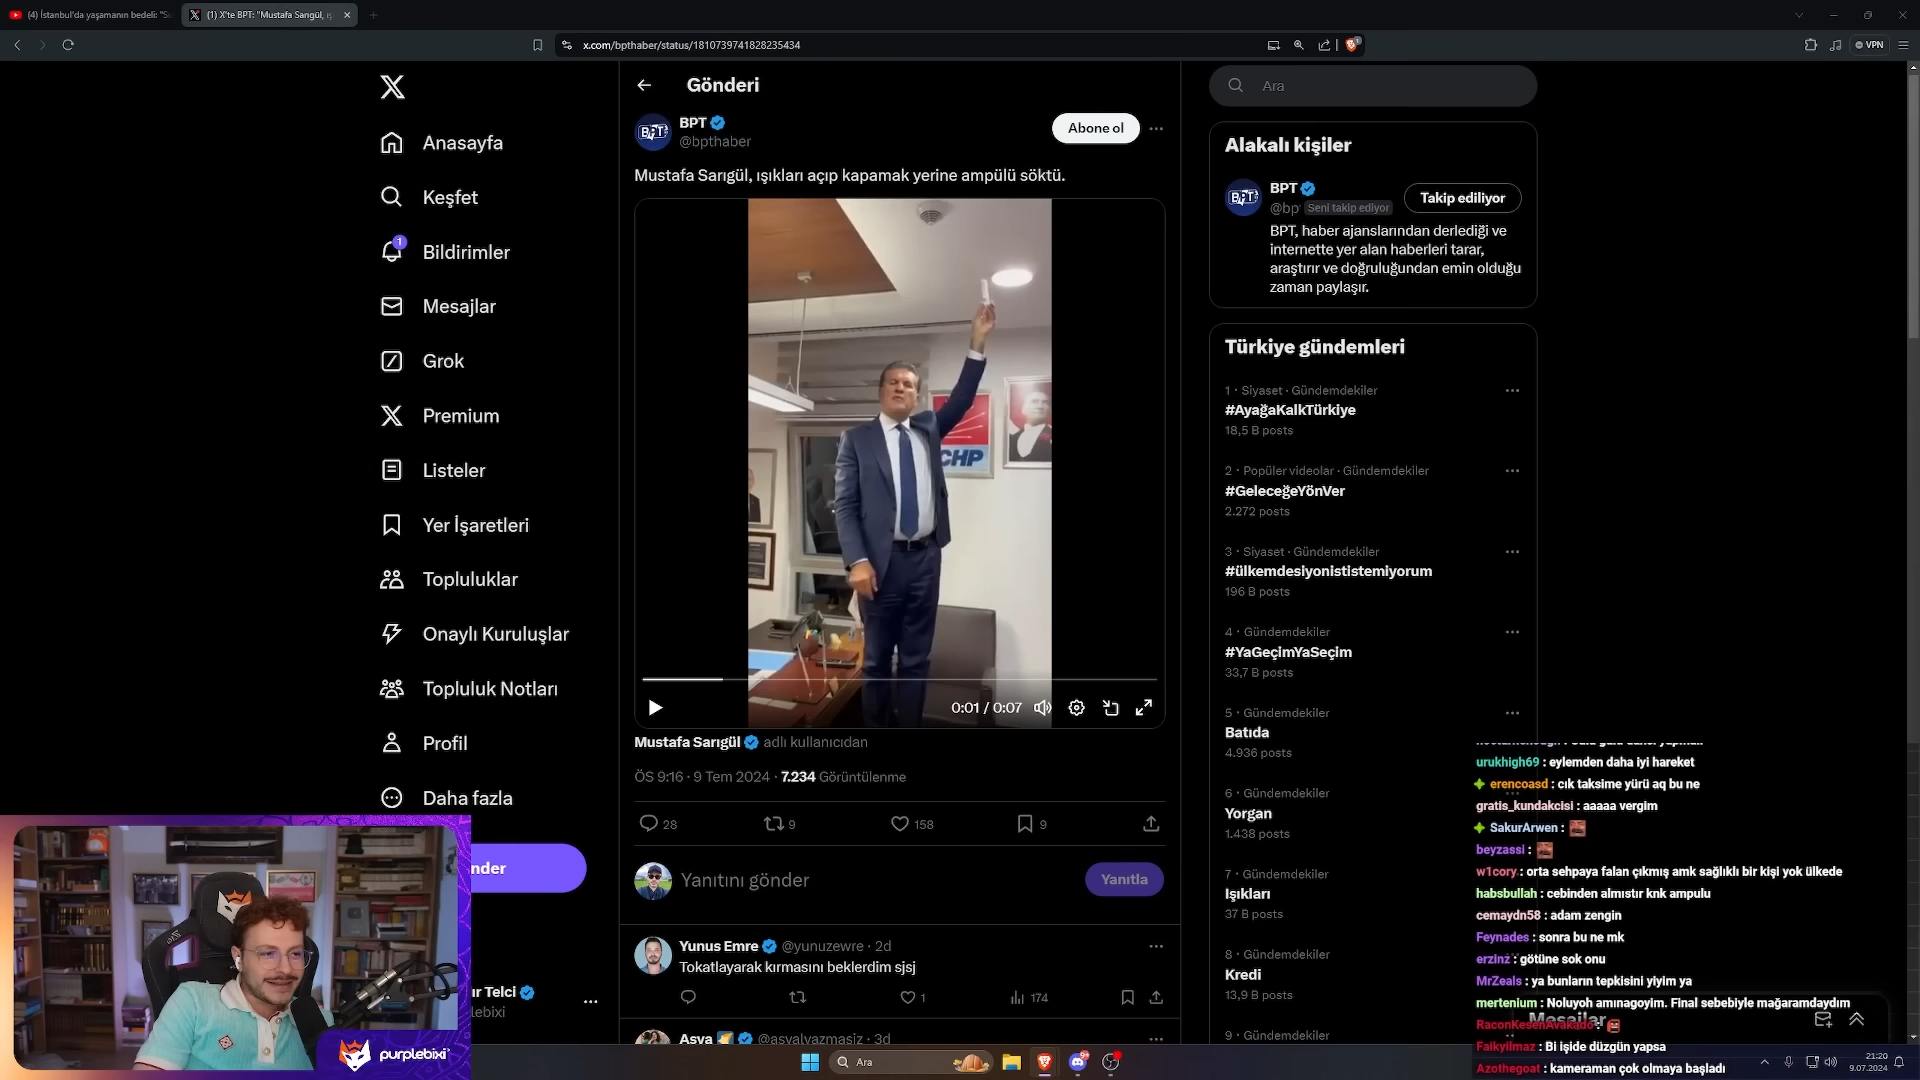 (4) İstanbul'da yaşamanın bedeli: "S
(1) X'te BPT: "Mustafa Sarıgül, ış
x.com/bpthaber/status/1810739741828235434
VPN
Anasayfa
Keşfet
1
Bildirimler
Mesajlar
Grok
Premium
Listeler
Yer İşaretleri
Topluluklar
Onaylı Kuruluşlar
Topluluk Notları
Profil
Daha fazla
nder
ır Telci
lebixi
purplebixi
Gönderi
BPT
@bpthaber
Abone ol
Mustafa Sarıgül, ışıkları açıp kapamak yerine ampülü söktü.
CHP
0:01 / 0:07
Mustafa Sarıgül adlı kullanıcıdan
ÖS 9:16 · 9 Tem 2024 · 7.234 Görüntülenme
28 9 158 9
Yanıtını gönder
Yanıtla
Yunus Emre @yunuzewre · 2d
Tokatlayarak kırmasını beklerdim sjsj
1 174
Asya @asyalyazmasiz · 3d
Ara
Alakalı kişiler
BPT
@bp Seni takip ediyor
Takip ediliyor
BPT, haber ajanslarından derlediği ve
internette yer alan haberleri tarar,
araştırır ve doğruluğundan emin olduğu
zaman paylaşır.
Türkiye gündemleri
1 · Siyaset · Gündemdekiler
#AyağaKalkTürkiye
18,5 B posts
2 · Popüler videolar · Gündemdekiler
#GeleceğeYönVer
2.272 posts
3 · Siyaset · Gündemdekiler
#ülkemdesiyonististemiyorum
196 B posts
4 · Gündemdekiler
#YaGeçimYaSeçim
33,7 B posts
5 · Gündemdekiler
Batıda
4.936 posts
6 · Gündemdekiler
Yorgan
1.438 posts
7 · Gündemdekiler
Işıkları
37 B posts
8 · Gündemdekiler
Kredi
13,9 B posts
9 · Gündemdekiler
urukhigh69 : eylemden daha iyi hareket
erencoasd : cık taksime yürü aq bu ne
gratis_kundakcisi : aaaaa vergim
SakurArwen :
beyzassi :
w1cory : orta sehpaya falan çıkmış amk sağlıklı bir kişi yok ülkede
habsbullah : cebinden almıstır knk ampulu
cemaydn58 : adam zengin
Feynades : sonra bu ne mk
erzinz : götüne sok onu
MrZeals : ya bunların tepkisini yiyim ya
mertenium : Noluyoh amınagoyim. Final sebebiyle mağaramdaydım
Mesajlar
RaconKesenAvakado :
Falkyilmaz : Bi işide düzgün yapsa
Azothegoat : kameraman çok olmaya başladı
Ara
21:20
9.07.2024